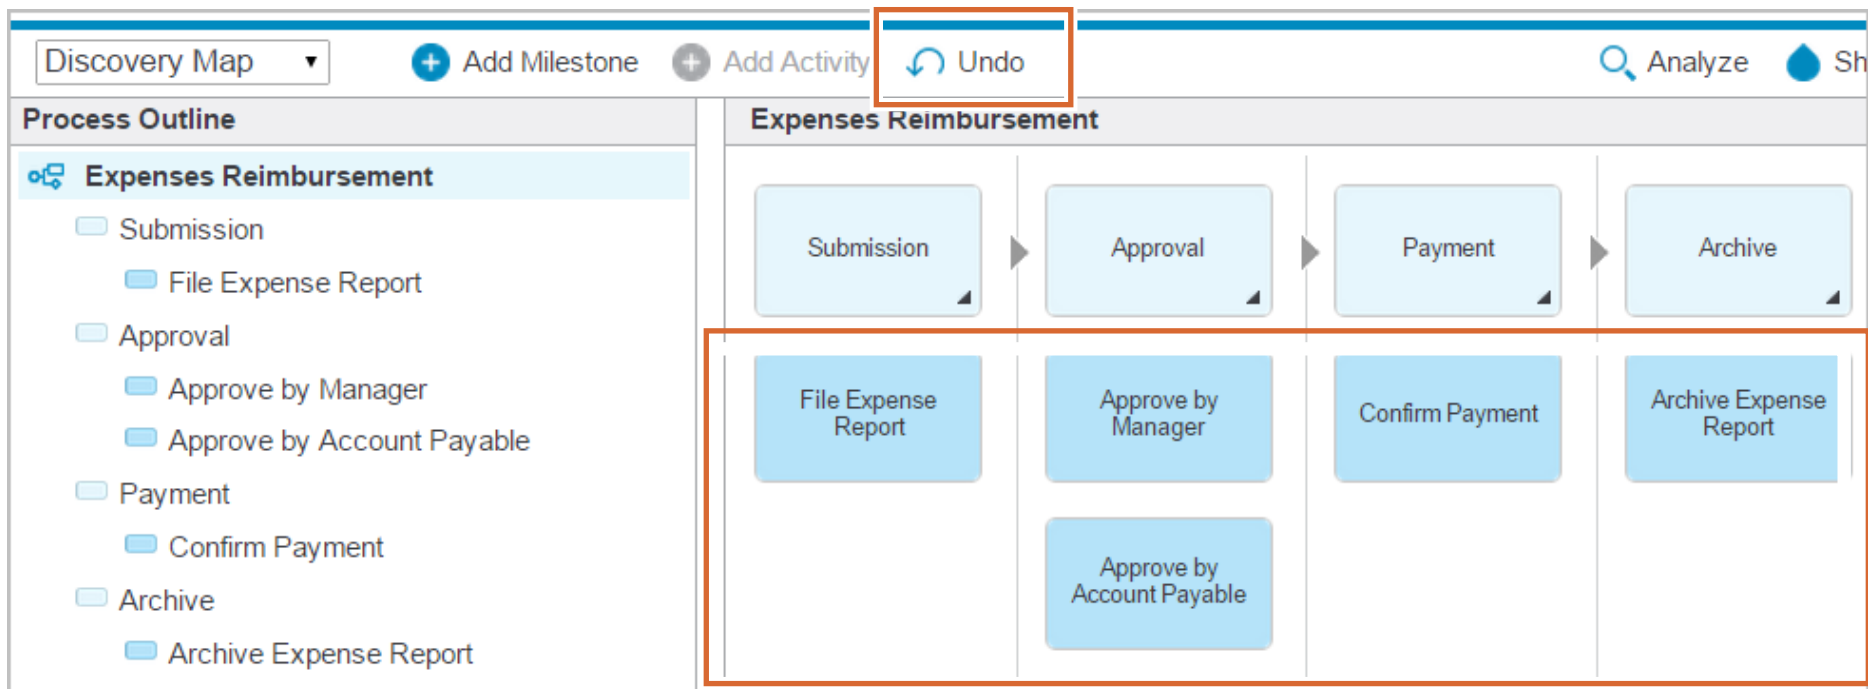 Discovery Map
Add Milestone
Add Activity
Undo
Analyze
Sh
Process Outline
Expenses Reimbursement
Submission
File Expense Report
Approval
Approve by Manager
Approve by Account Payable
Payment
Confirm Payment
Archive
Archive Expense Report
Expenses Reimbursement
Submission
Approval
Payment
Archive
File Expense
Report
Approve by
Manager
Confirm Payment
Archive Expense
Report
Approve by
Account Payable